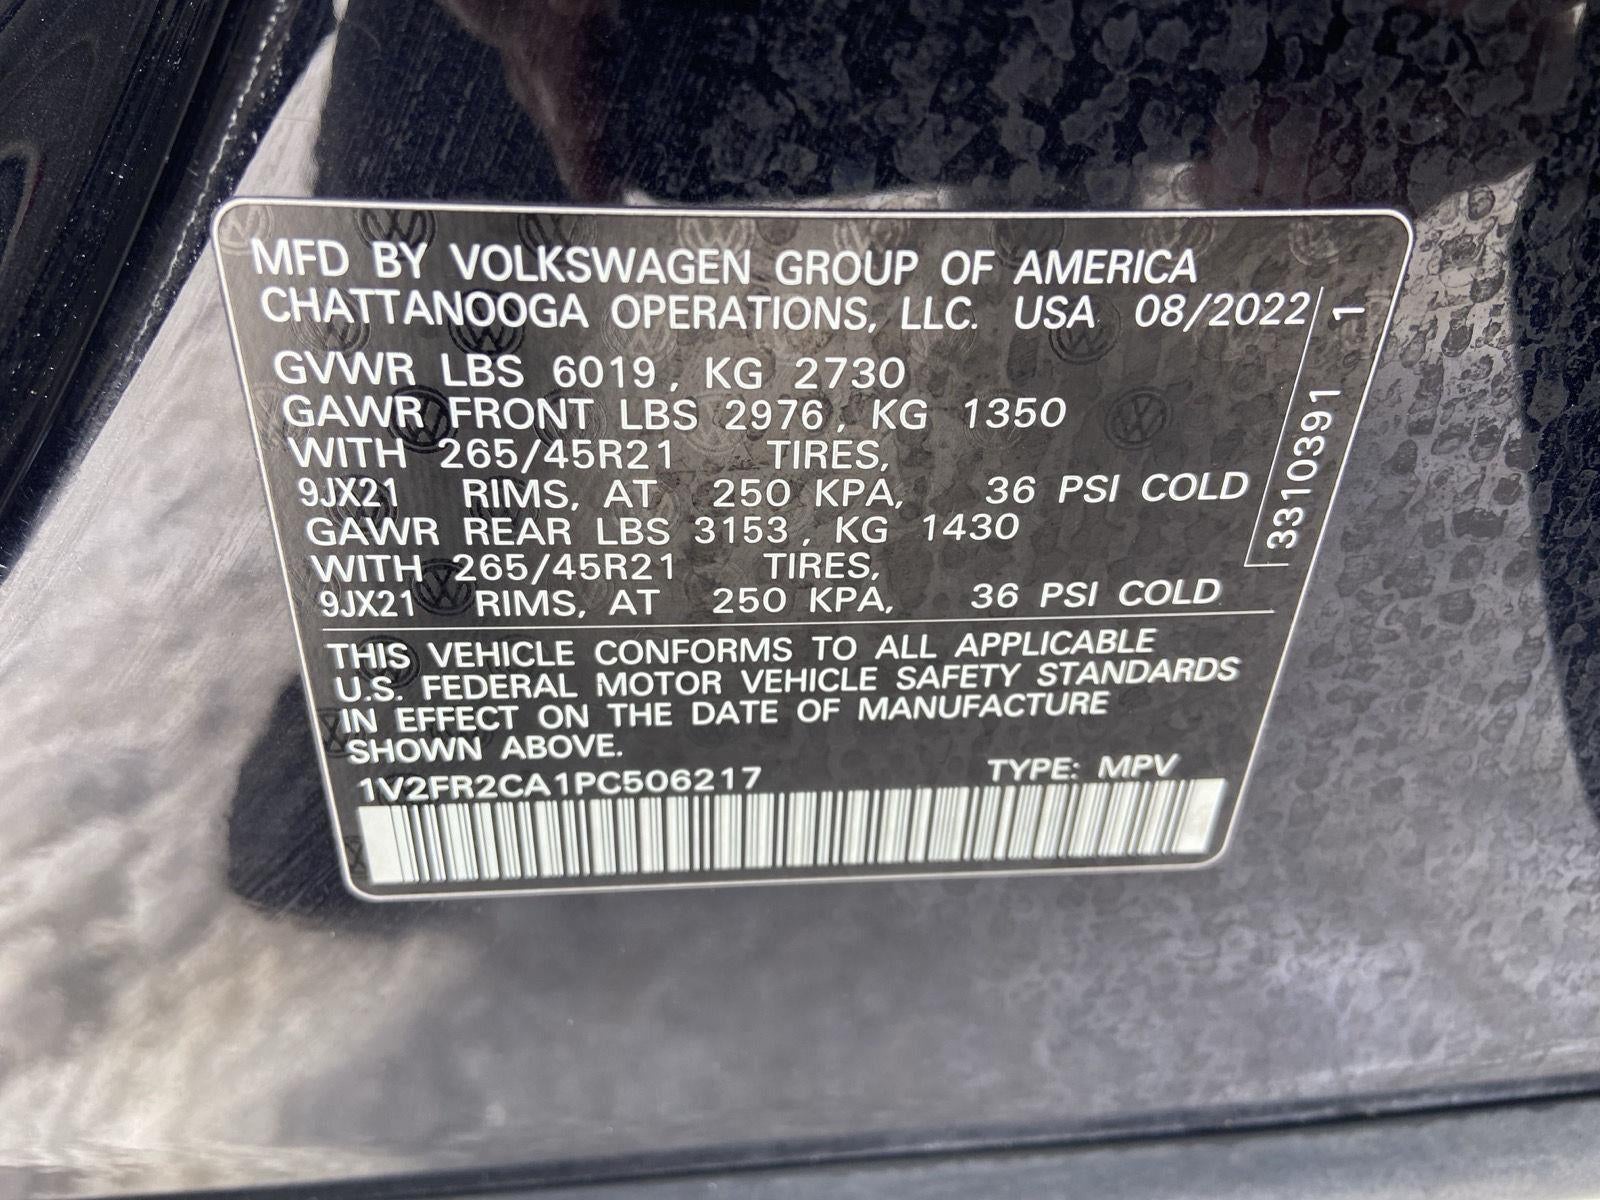 MFD BY VOLKSWAGEN GROUP OF AMERICA
CHATTANOOGA OPERATIONS, LLC. USA 08/2022
GVWR LBS 6019, KG 2730
GAWR FRONT LBS 2976, KG 1350
WITH 265/45R21 TIRES,
9JX21 RIMS, AT 250 KPA, 36 PSI COLD
GAWR REAR LBS 3153, KG 1430
WITH 265/45R21 TIRES,
9JX21 RIMS, AT 250 KPA, 36 PSI COLD
THIS VEHICLE CONFORMS TO ALL APPLICABLE
U.S. FEDERAL MOTOR VEHICLE SAFETY STANDARDS
IN EFFECT ON THE DATE OF MANUFACTURE
SHOWN ABOVE.
1V2FR2CA1PC506217 TYPE: MPV
3310391 1